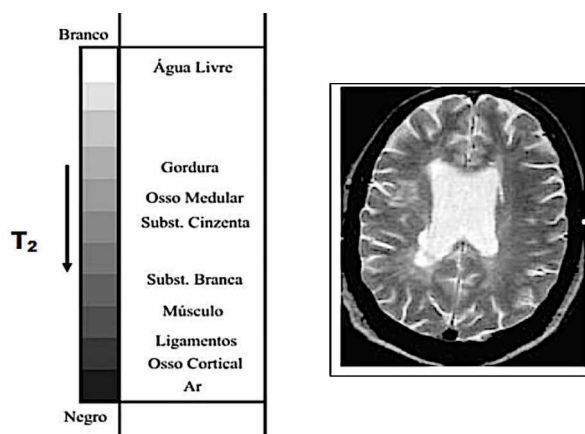 Branco
Água Livre
Gordura
Osso Medular
Subst. Cinzenta
T₂
Subst. Branca
Músculo
Ligamentos
Osso Cortical
Ar
Negro